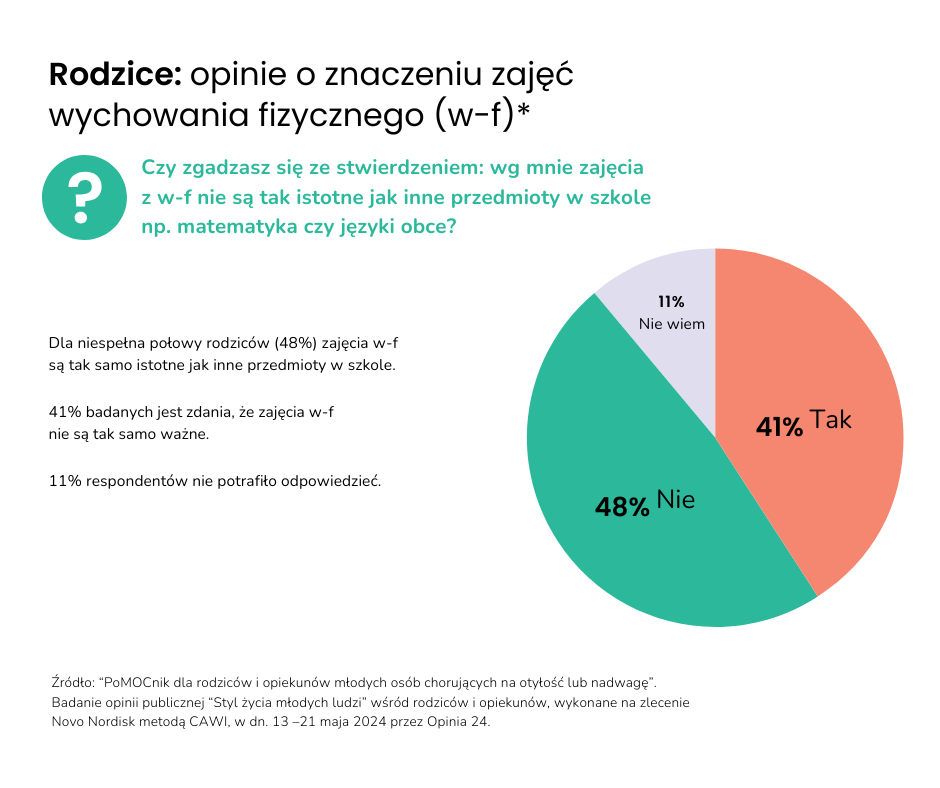 Rodzice: opinie o znaczeniu zajęć
wychowania fizycznego (w-f)*
?
Czy zgadzasz się ze stwierdzeniem: wg mnie zajęcia
z w-f nie są tak istotne jak inne przedmioty w szkole
np. matematyka czy języki obce?
Dla niespełna połowy rodziców (48%) zajęcia w-f
są tak samo istotne jak inne przedmioty w szkole.
41% badanych jest zdania, że zajęcia w-f
nie są tak samo ważne.
11% respondentów nie potrafiło odpowiedzieć.
11%
Nie wiem
41% Tak
48% Nie
Źródło: “PoMOCnik dla rodziców i opiekunów młodych osób chorujących na otyłość lub nadwagę”.
Badanie opinii publicznej “Styl życia młodych ludzi” wśród rodziców i opiekunów, wykonane na zlecenie
Novo Nordisk metodą CAWI, w dn. 13 –21 maja 2024 przez Opinia 24.